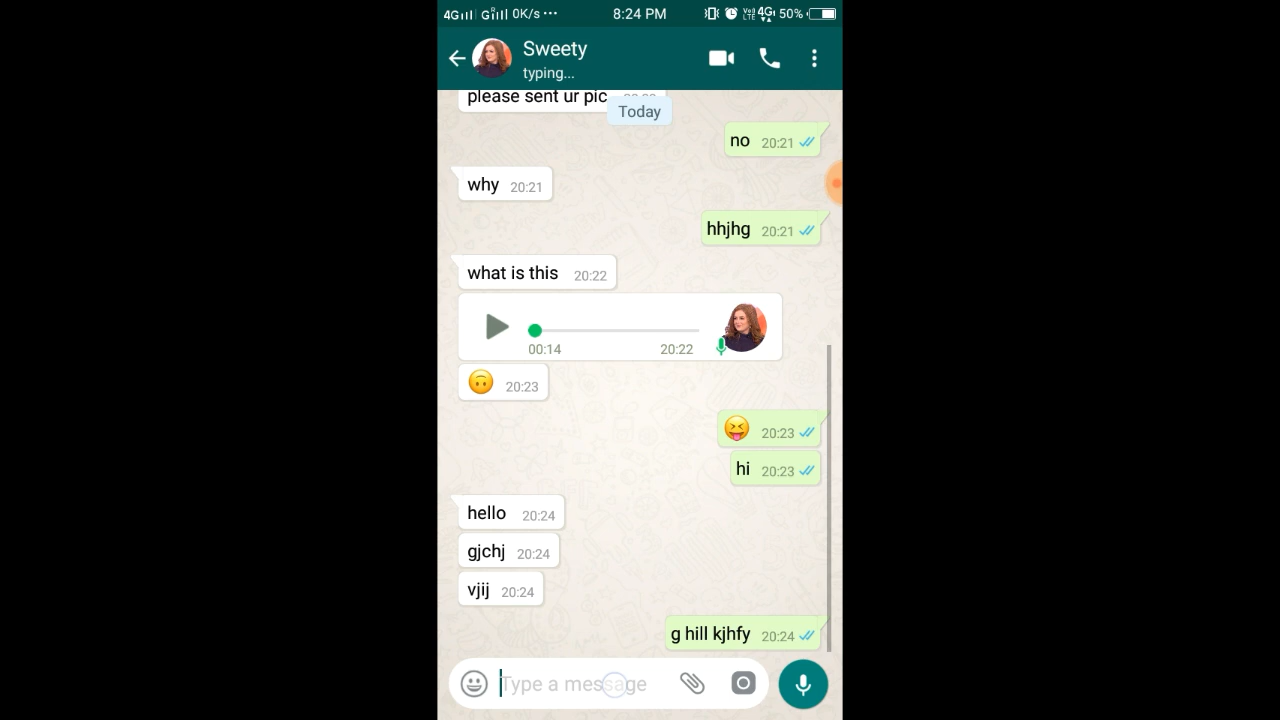 4G G R 0K/s ... 8:24 PM VoLTE 4G 50%
Sweety
typing...
please sent ur pic
Today
no 20:21
why 20:21
hhjhg 20:21
what is this 20:22
00:14 20:22
🙃 20:23
😝 20:23
hi 20:23
hello 20:24
gjchj 20:24
vjij 20:24
g hill kjhfy 20:24
Type a message